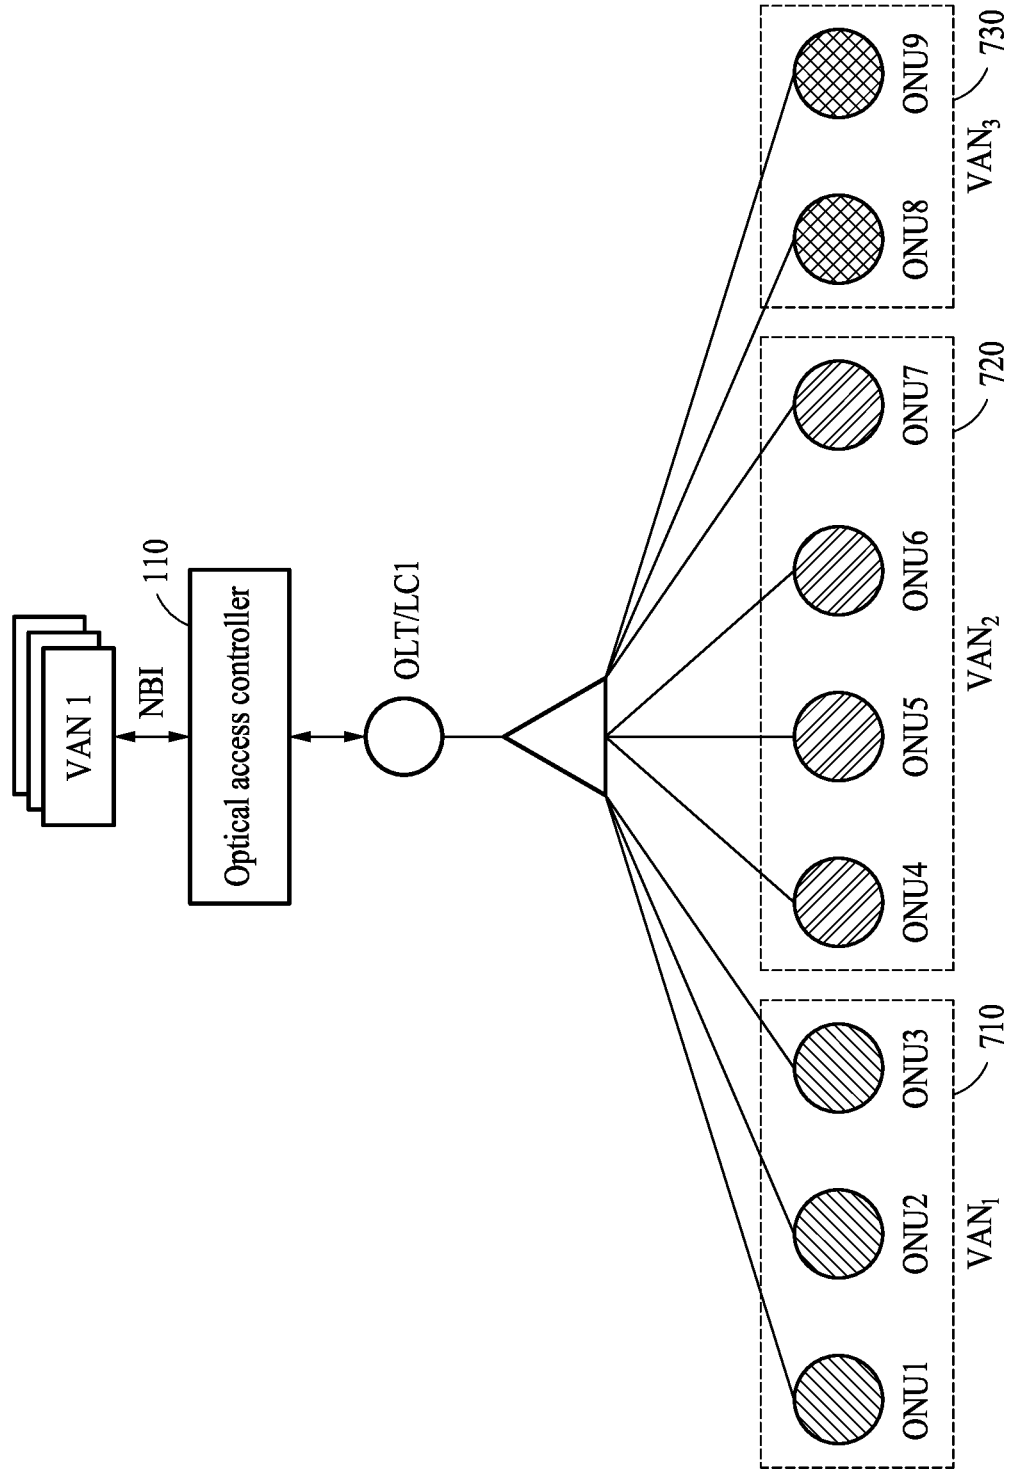 VAN 1
NBI
110
Optical access controller
OLT/LC1
ONU1
ONU2
ONU3
ONU4
ONU5
ONU6
ONU7
ONU8
ONU9
VAN₁
710
VAN₂
720
VAN₃
730